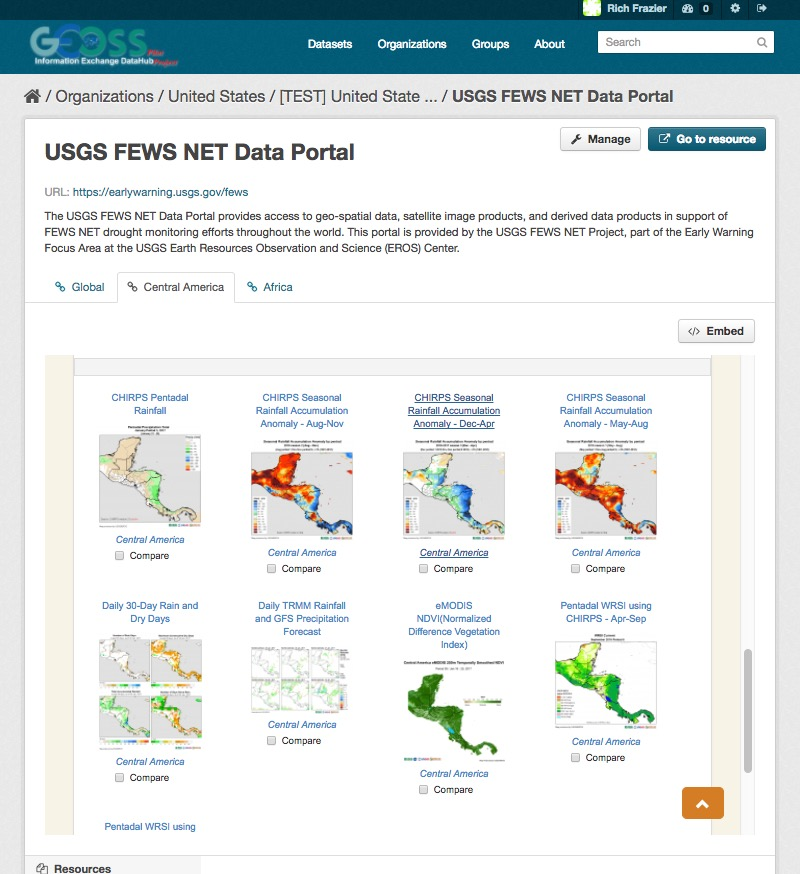 Rich Frazier 0
GEOSS
Pilot Project
Information Exchange DataHub
Datasets Organizations Groups About Search
/ Organizations / United States / [TEST] United State ... / USGS FEWS NET Data Portal
USGS FEWS NET Data Portal
Manage
Go to resource
URL: https://earlywarning.usgs.gov/fews
The USGS FEWS NET Data Portal provides access to geo-spatial data, satellite image products, and derived data products in support of
FEWS NET drought monitoring efforts throughout the world. This portal is provided by the USGS FEWS NET Project, part of the Early Warning
Focus Area at the USGS Earth Resources Observation and Science (EROS) Center.
Global Central America Africa
</> Embed
CHIRPS Pentadal
Rainfall
Central America
Compare
CHIRPS Seasonal
Rainfall Accumulation
Anomaly - Aug-Nov
Central America
Compare
CHIRPS Seasonal
Rainfall Accumulation
Anomaly - Dec-Apr
Central America
Compare
CHIRPS Seasonal
Rainfall Accumulation
Anomaly - May-Aug
Central America
Compare
Daily 30-Day Rain and
Dry Days
Central America
Compare
Daily TRMM Rainfall
and GFS Precipitation
Forecast
Central America
Compare
eMODIS
NDVI(Normalized
Difference Vegetation
Index)
Central America eMODIS 250m Temporally Smoothed NDVI
Central America
Compare
Pentadal WRSI using
CHIRPS - Apr-Sep
Central America
Compare
Pentadal WRSI using
Resources